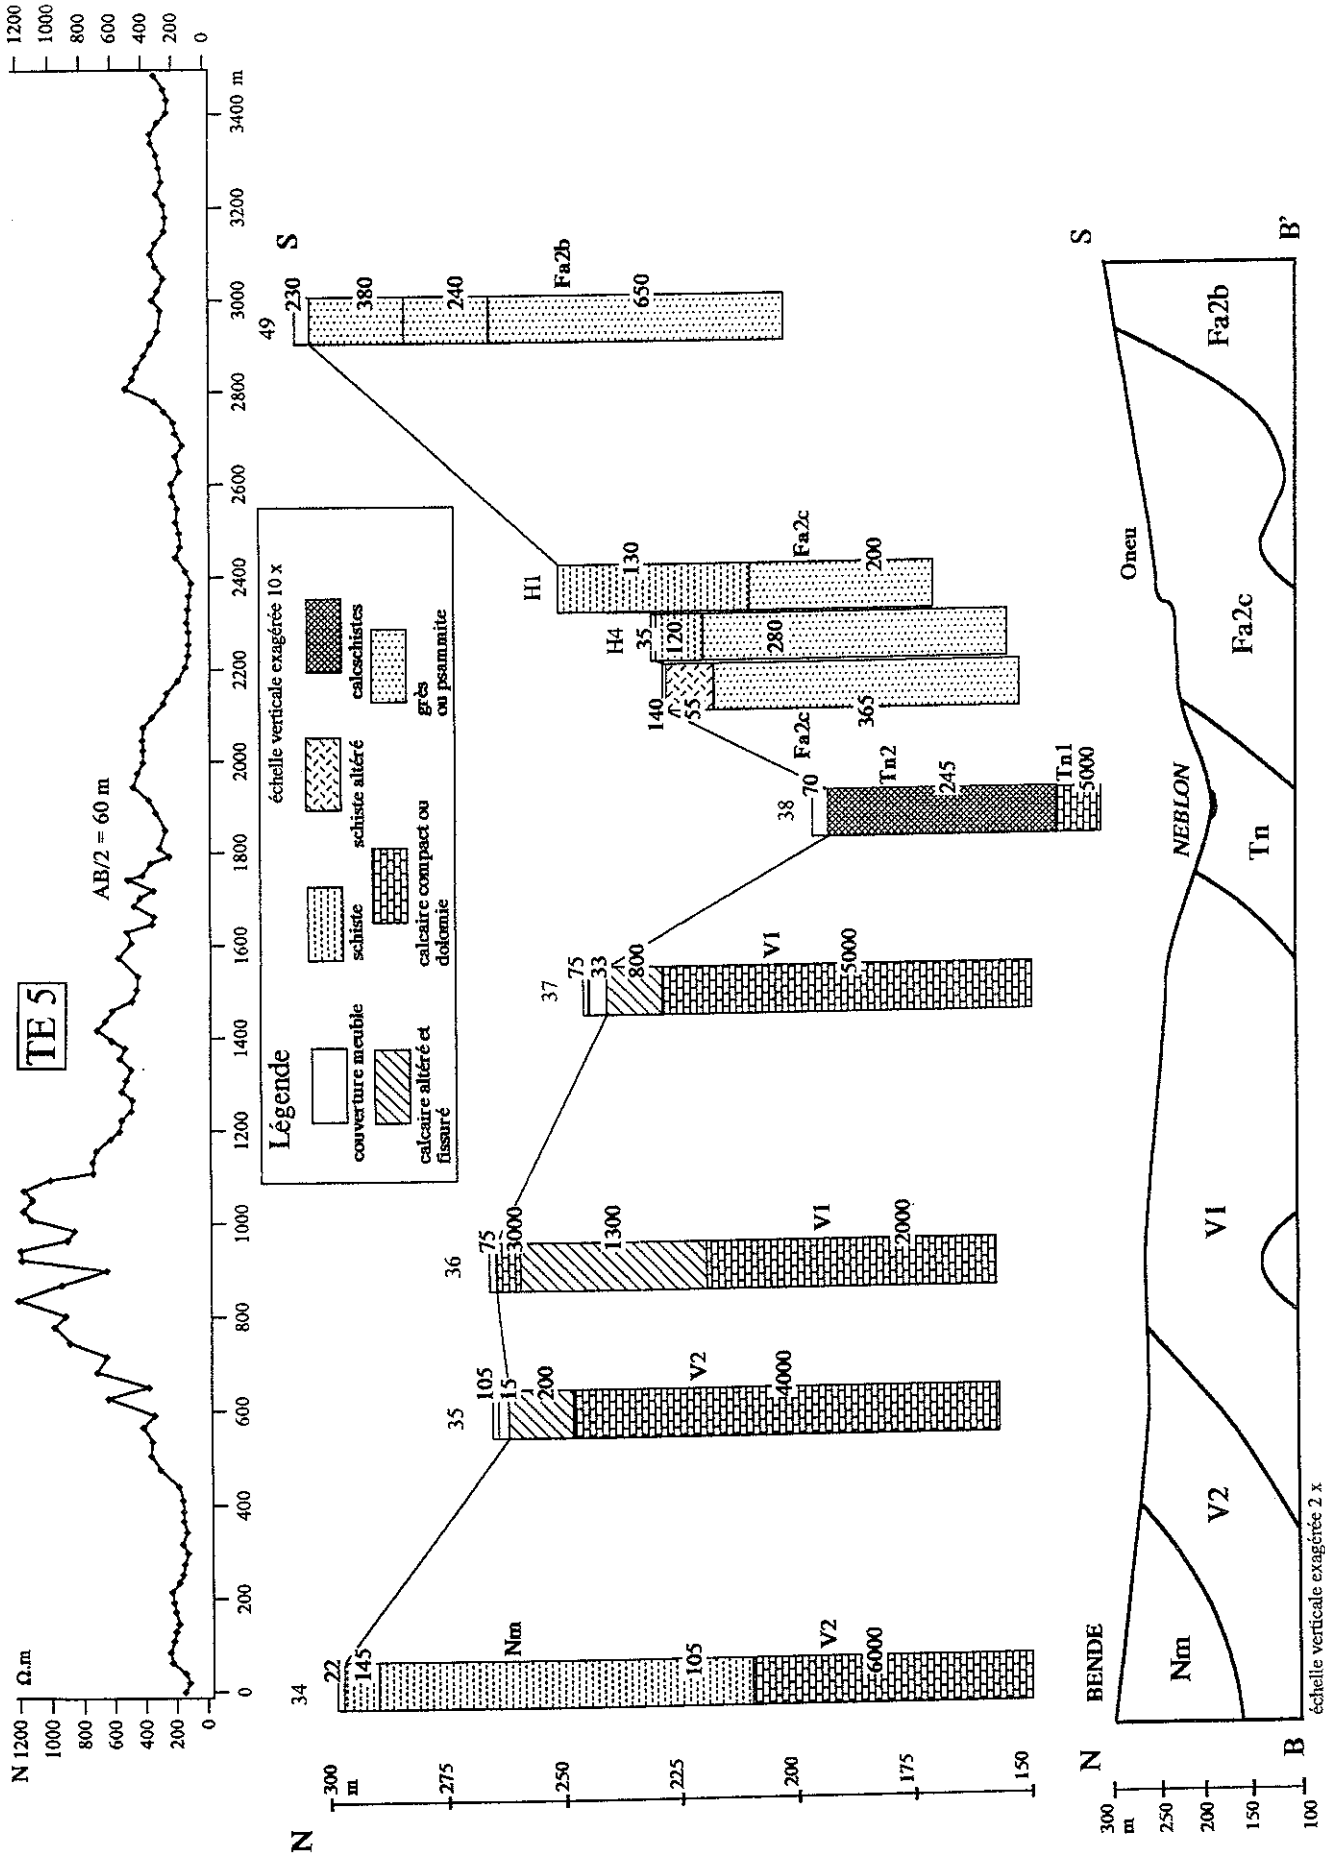 TE 5
N
Ω.m
1200
1000
800
600
400
200
0
AB/2 = 60 m
1200
1000
800
600
400
200
0
0
200
400
600
800
1000
1200
1400
1600
1800
2000
2200
2400
2600
2800
3000
3200
3400 m
Légende
échelle verticale exagérée 10 x
couverture meuble
schiste
schiste altéré
calcschistes
calcaire altéré et fissuré
calcaire compact ou dolomie
grès ou psammite
N
S
300
m
275
250
225
200
175
150
34
22
145
Nm
105
V2
6000
35
105
15
200
V2
4000
36
75
3000
1300
V1
2000
37
75
33
800
V1
5000
38
70
Tn2
245
Tn1
5000
140
55
Fa2c
365
H4
35
120
280
H1
130
Fa2c
200
49
230
380
240
Fa2b
650
N
BENDE
NEBLON
Oneu
S
300
m
250
200
150
100
Nm
V2
V1
Tn
Fa2c
Fa2b
B
B'
échelle verticale exagérée 2 x